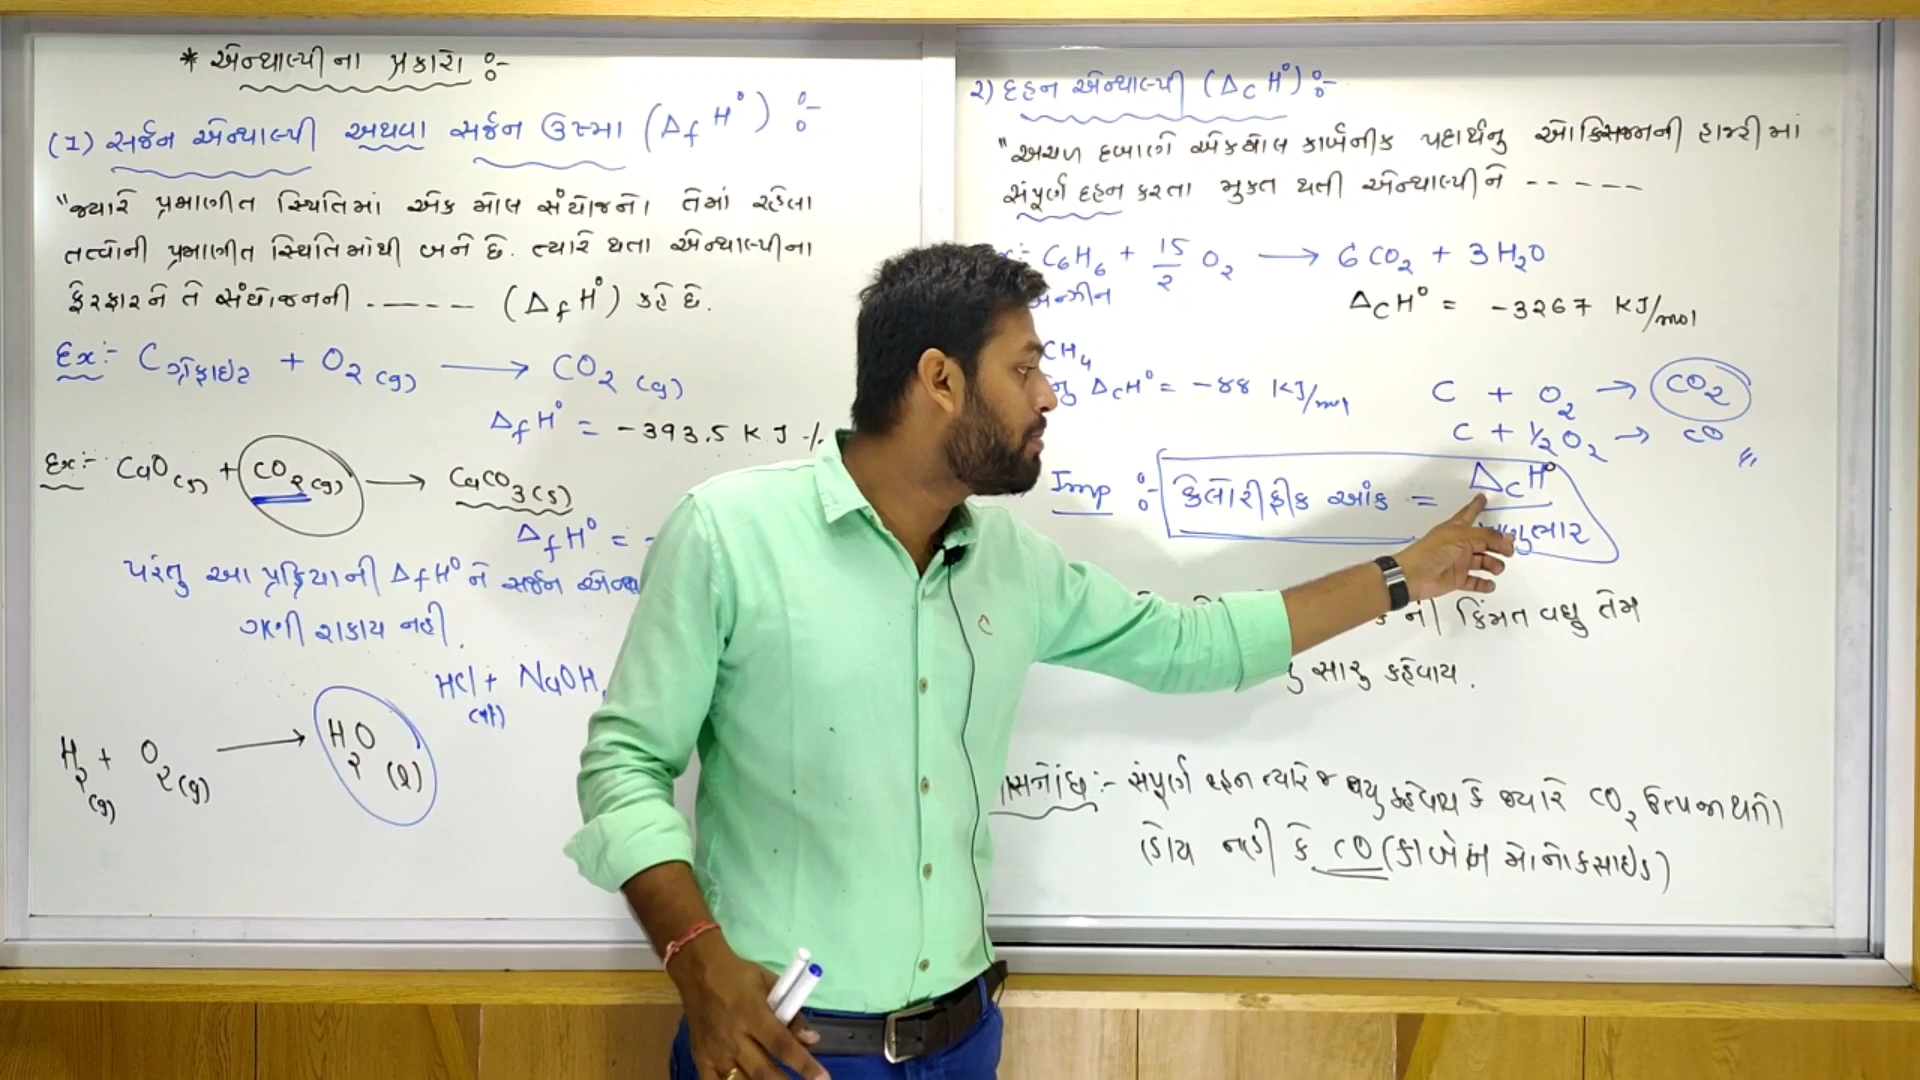 * એન્થાલ્પીના પ્રકારો :-
(1) સર્જન એન્થાલ્પી અથવા સર્જન ઉષ્મા (ΔfH°) :-
"જ્યારે પ્રમાણીત સ્થિતિમાં એક મોલ સંયોજનો તેમાં રહેલા
તત્વોની પ્રમાણીત સ્થિતિમાંથી બને છે. ત્યારે થતા એન્થાલ્પીના
ફેરફારને તે સંયોજનની ----- (ΔfH°) કહે છે.
Ex:- Cગ્રેફાઇટ + O2(g) ⟶ CO2(g)
ΔfH° = -393.5 KJ
Ex:- CaO(s) + CO2(g) ⟶ CaCO3(s)
ΔfH° = -
પરંતુ આ પ્રક્રિયાની ΔfH° ને સર્જન
ગણી શકાય નહી.
HCl + NaOH
H2(g) + O2(g) ⟶ H2O(l)
૨) દહન એન્થાલ્પી (ΔcH°) :-
"અચળ દબાણે એકમોલ કાર્બનીક પદાર્થનુ ઓક્સિજનની હાજરીમાં
સંપૂર્ણ દહન કરતા મુક્ત થતી એન્થાલ્પીને -----
C6H6 + 15/2 O2 ⟶ 6CO2 + 3H2O
ΔcH° = -3267 KJ/mol
CH4
ΔcH° = -88 KJ/mol
C + O2 → CO2
C + ½O2 → CO
Imp :- કેલોરીફીક આંક = ΔcH° / અણુભાર
ની કિંમત વધુ તેમ
સારુ કહેવાય.
સંપૂર્ણ દહન ત્યારે જ થયુ કહેવાય કે જ્યારે CO2 ઉત્પન્ન થતો
હોય નહી કે CO (કાર્બન મોનોકસાઇડ)